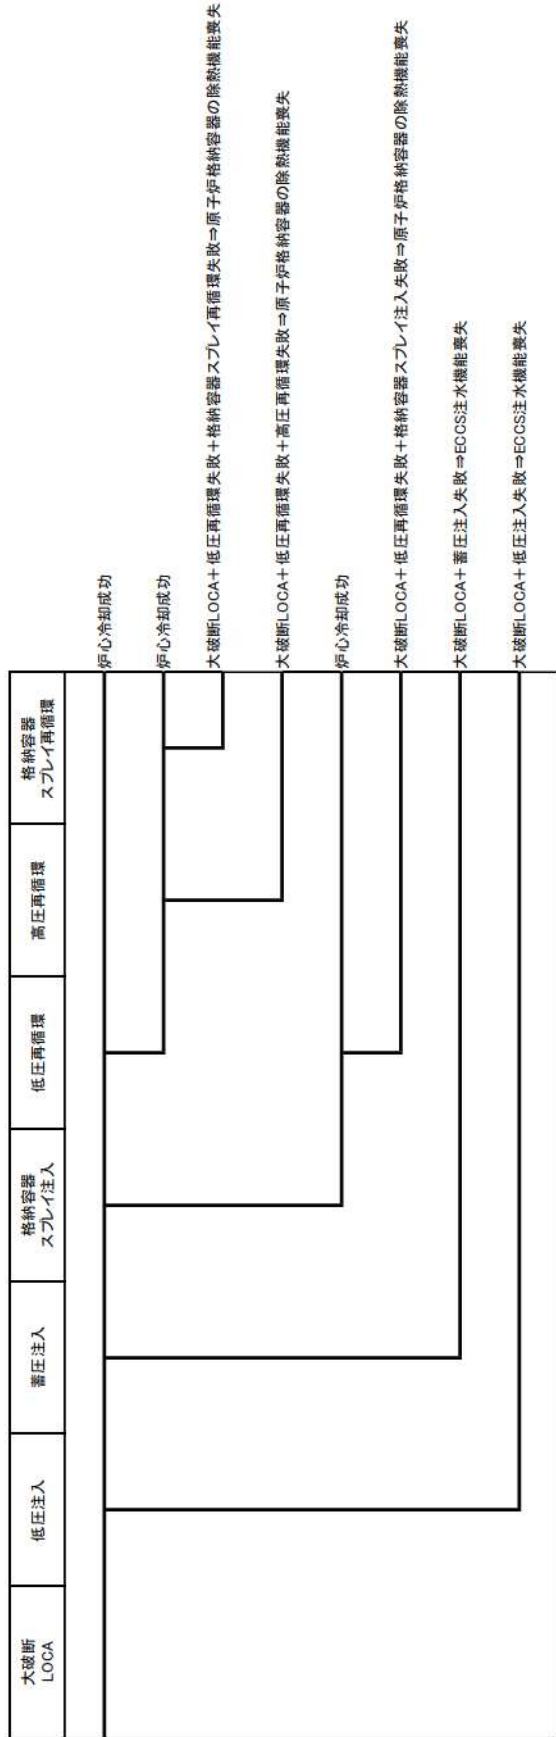 大破断
LOCA
低圧注入
蓄圧注入
格納容器
スプレイ注入
低圧再循環
高圧再循環
格納容器
スプレイ再循環
炉心冷却成功
炉心冷却成功
大破断LOCA+低圧再循環失敗+格納容器スプレイ再循環失敗⇒原子炉格納容器の除熱機能喪失
大破断LOCA+低圧再循環失敗+高圧再循環失敗⇒原子炉格納容器の除熱機能喪失
炉心冷却成功
大破断LOCA+低圧再循環失敗+格納容器スプレイ注入失敗⇒原子炉格納容器の除熱機能喪失
大破断LOCA+蓄圧注入失敗⇒ECCS注水機能喪失
大破断LOCA+低圧注入失敗⇒ECCS注水機能喪失